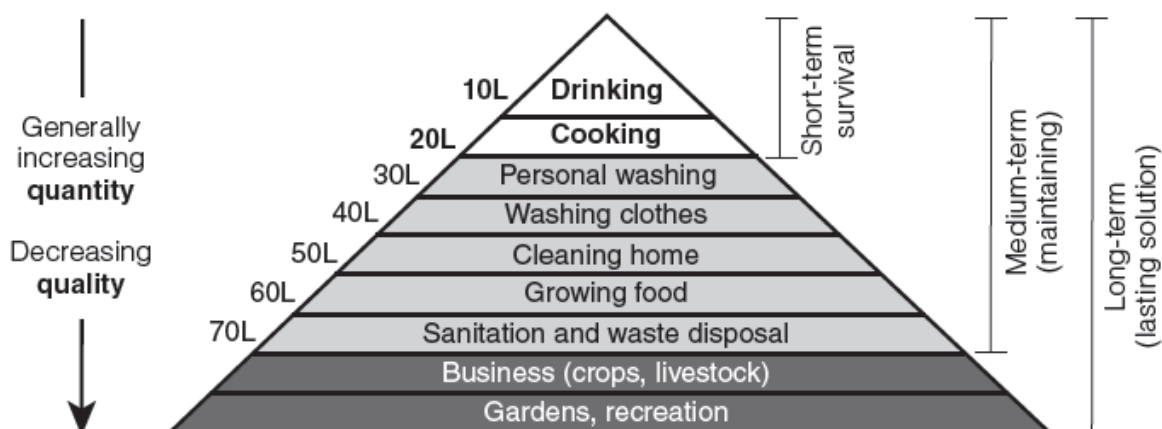 Generally
increasing
quantity
Decreasing
quality
10L
Drinking
20L
Cooking
30L
Personal washing
40L
Washing clothes
50L
Cleaning home
60L
Growing food
70L
Sanitation and waste disposal
Business (crops, livestock)
Gardens, recreation
Short-term
survival
Medium-term
(maintaining)
Long-term
(lasting solution)